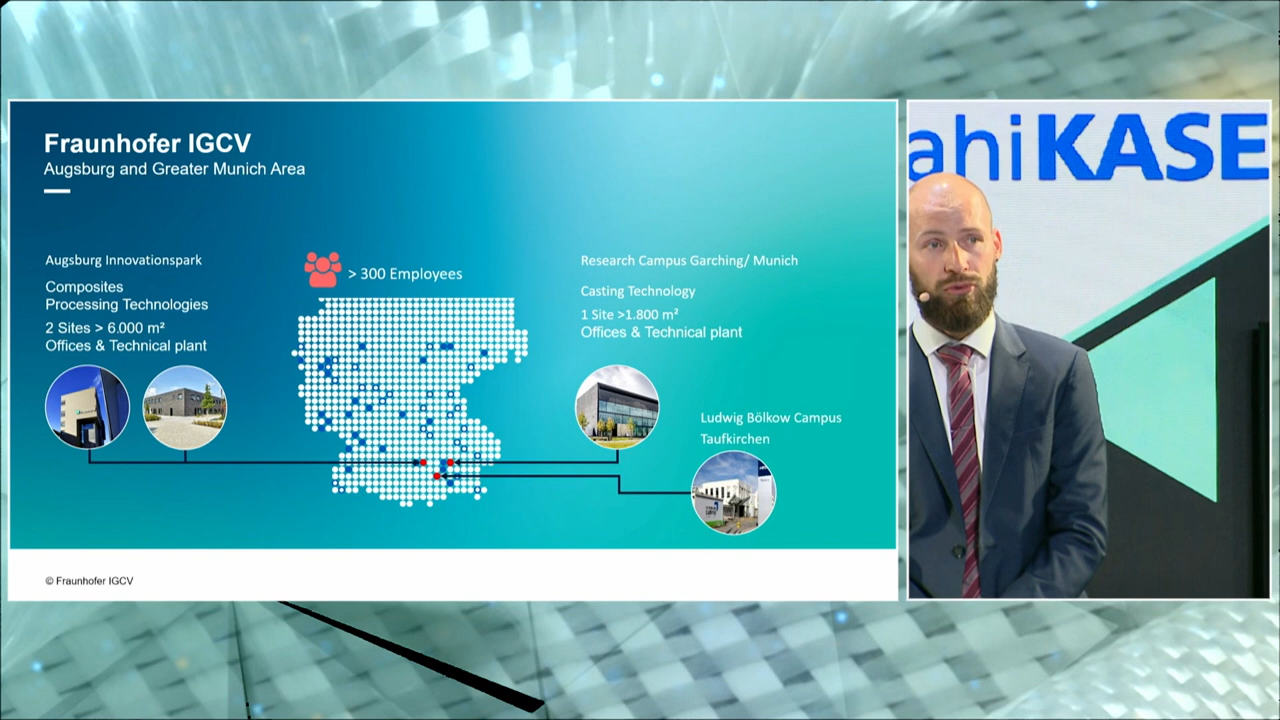 Fraunhofer IGCV
Augsburg and Greater Munich Area
Augsburg Innovationspark
Composites
Processing Technologies
2 Sites > 6.000 m²
Offices & Technical plant
> 300 Employees
Research Campus Garching/ Munich
Casting Technology
1 Site >1.800 m²
Offices & Technical plant
Ludwig Bölkow Campus
Taufkirchen
© Fraunhofer IGCV
ahiKASE